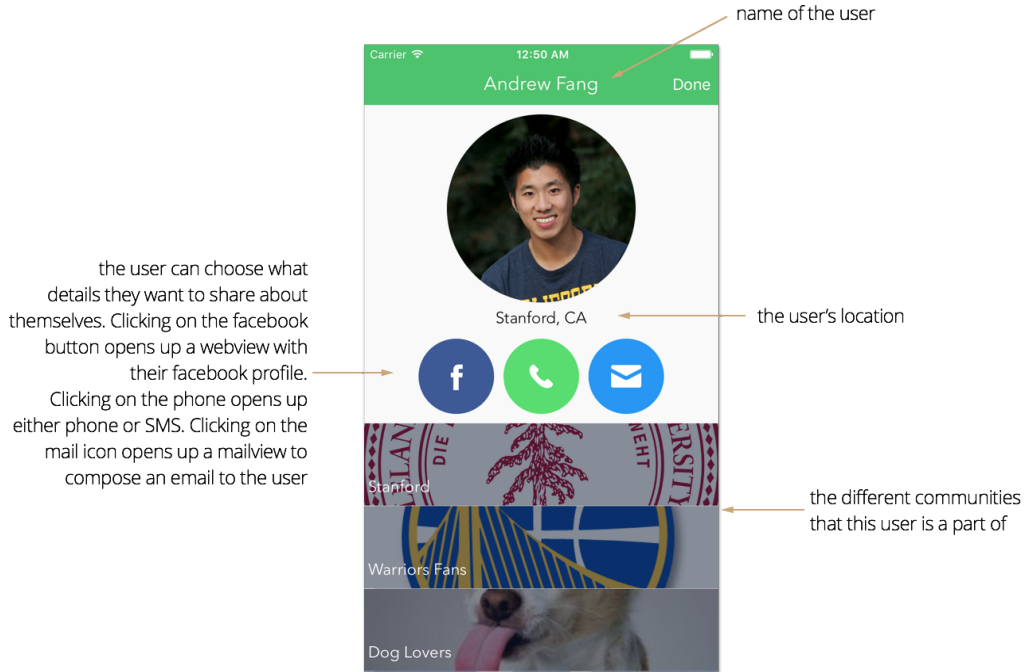 name of the user
Carrier
12:50 AM
Andrew Fang
Done
the user can choose what
details they want to share about
themselves. Clicking on the facebook
button opens up a webview with
their facebook profile.
Clicking on the phone opens up
either phone or SMS. Clicking on the
mail icon opens up a mailview to
compose an email to the user
Stanford, CA
the user's location
f
LAND
DIE
NEHT
ERSITY
Stanford
the different communities
that this user is a part of
Warriors Fans
Dog Lovers